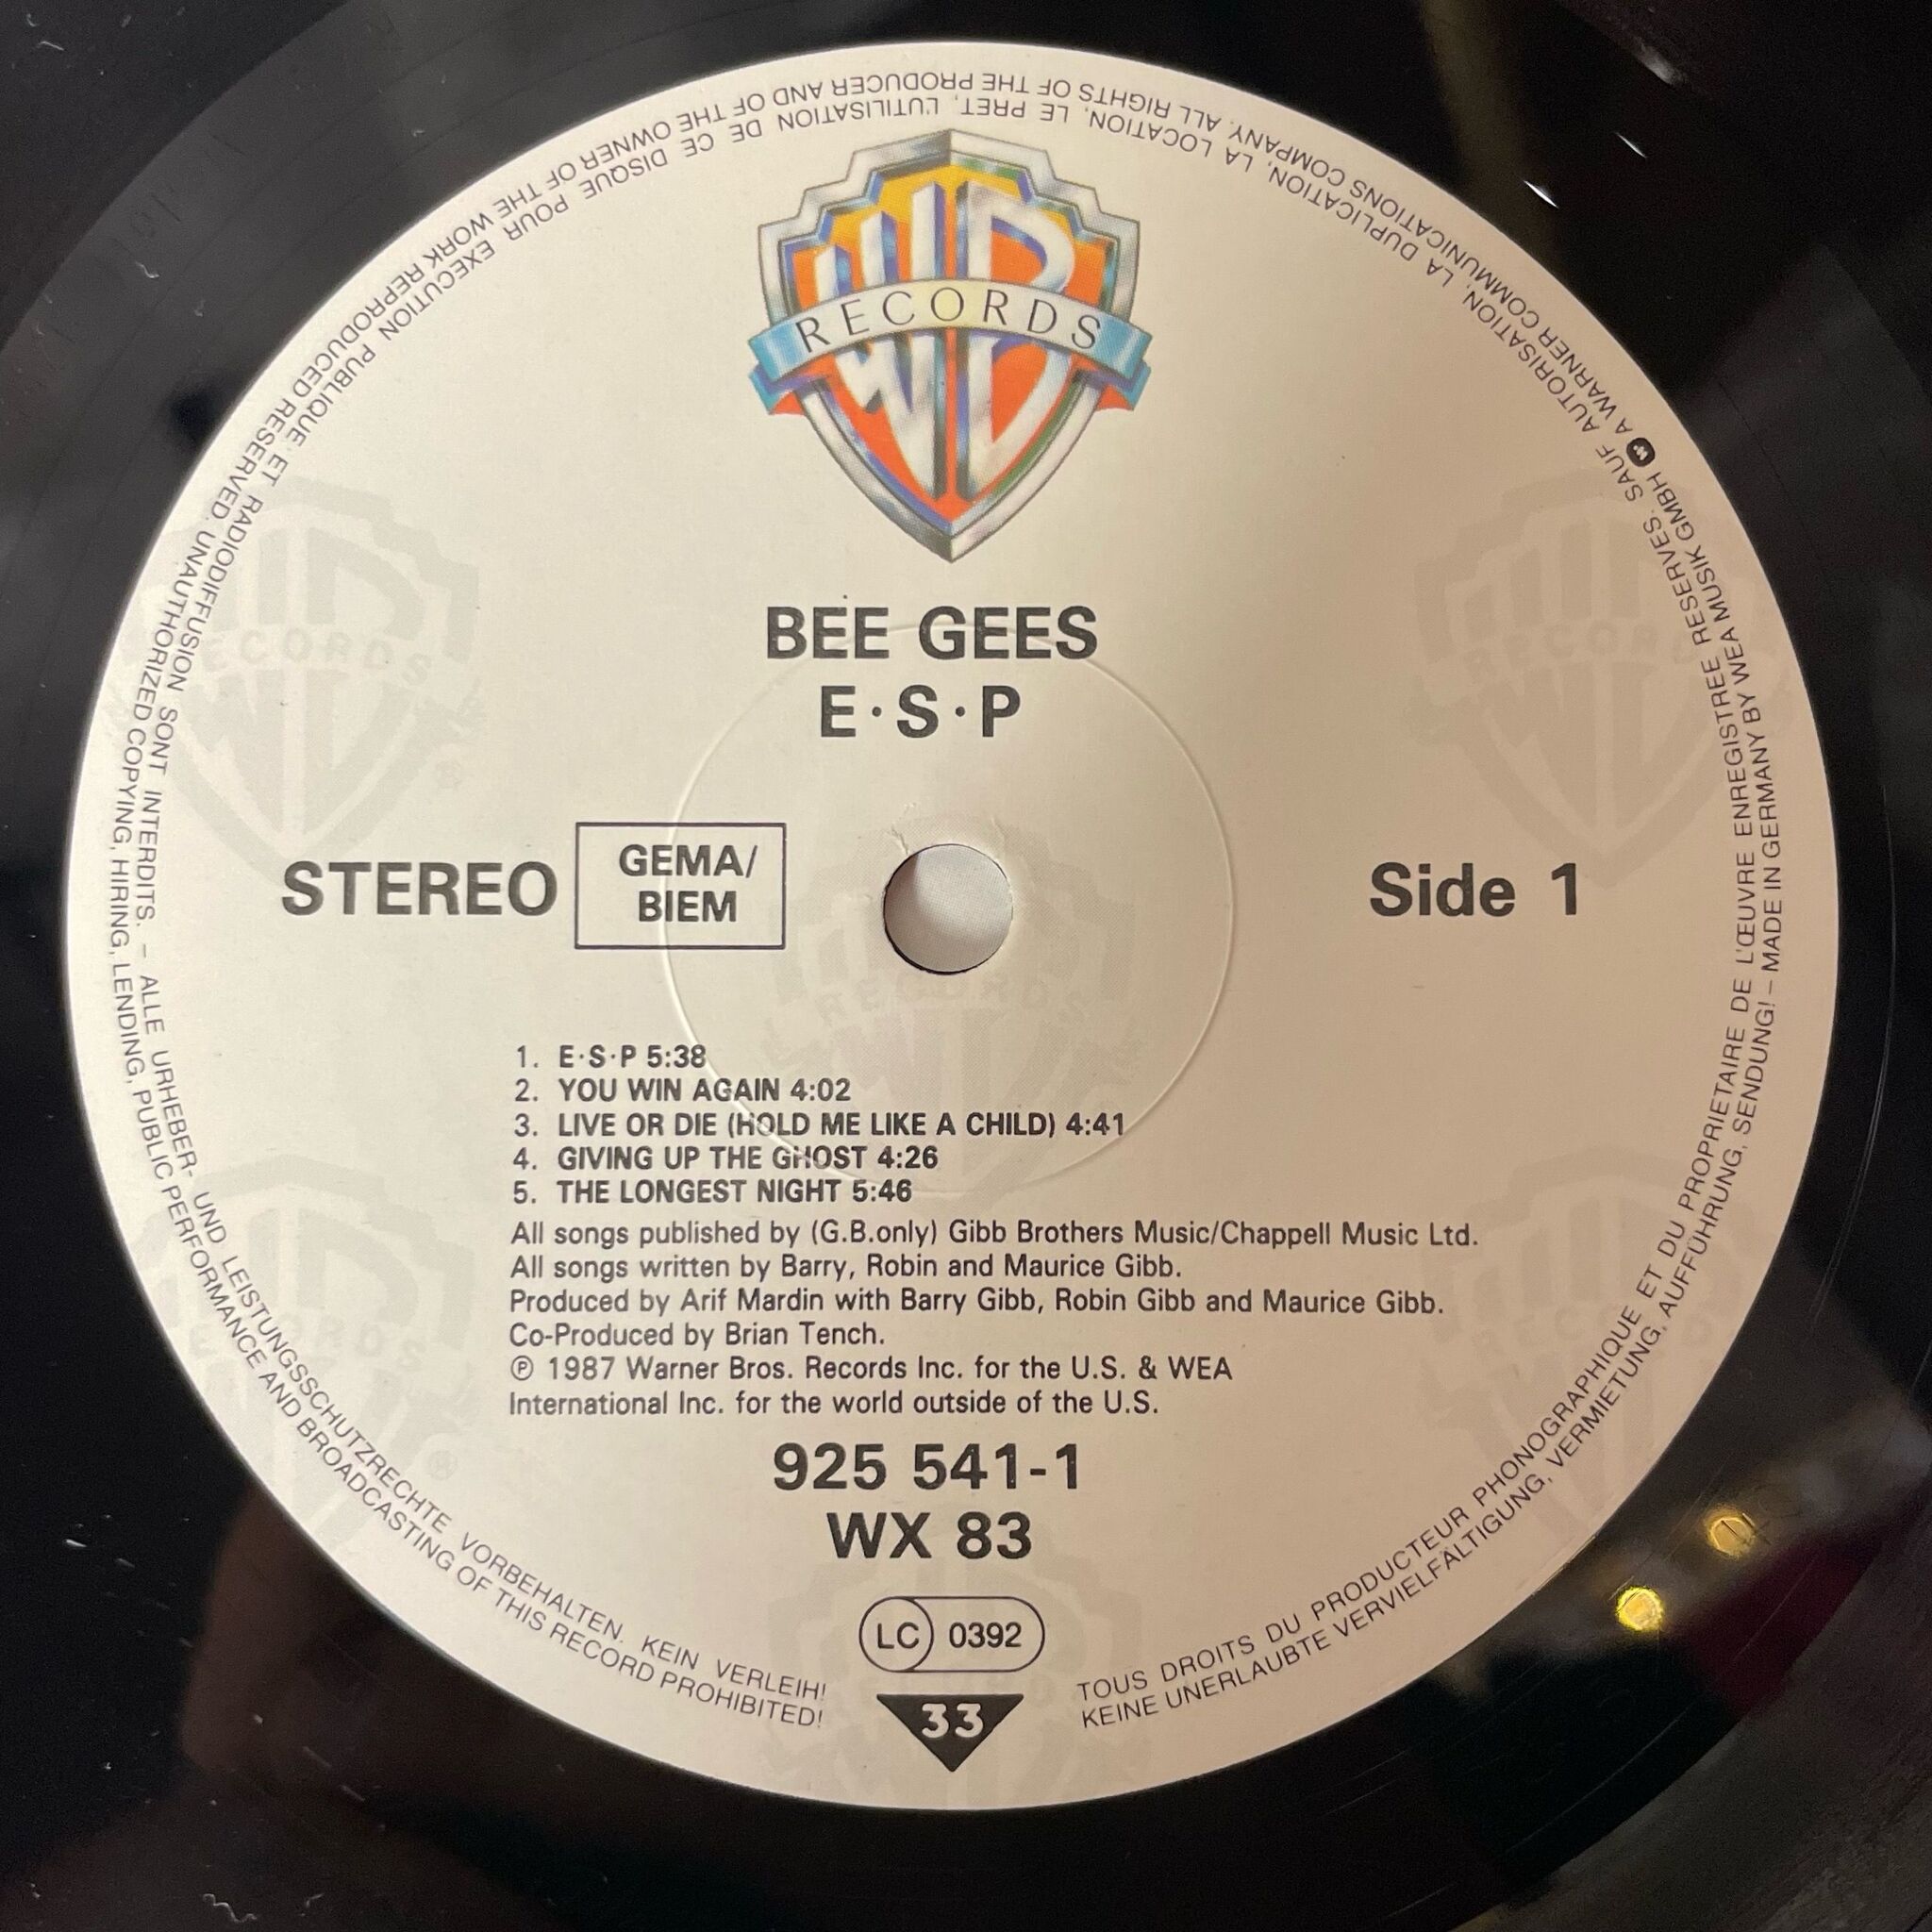 WB
RECORDS
BEE GEES
E·S·P
STEREO
GEMA/
BIEM
Side 1
1. E·S·P 5:38
2. YOU WIN AGAIN 4:02
3. LIVE OR DIE (HOLD ME LIKE A CHILD) 4:41
4. GIVING UP THE GHOST 4:26
5. THE LONGEST NIGHT 5:46
All songs published by (G.B.only) Gibb Brothers Music/Chappell Music Ltd.
All songs written by Barry, Robin and Maurice Gibb.
Produced by Arif Mardin with Barry Gibb, Robin Gibb and Maurice Gibb.
Co-Produced by Brian Tench.
℗ 1987 Warner Bros. Records Inc. for the U.S. & WEA
International Inc. for the world outside of the U.S.
925 541-1
WX 83
LC 0392
33
TOUS DROITS DU PRODUCTEUR PHONOGRAPHIQUE ET DU PROPRIETAIRE DE L'ŒUVRE ENREGISTREE RESERVES. SAUF AUTORISATION, LA DUPLICATION, LA LOCATION, LE PRET, L'UTILISATION DE CE DISQUE POUR EXECUTION PUBLIQUE ET RADIODIFFUSION SONT INTERDITS. – ALLE URHEBER- UND LEISTUNGSSCHUTZRECHTE VORBEHALTEN. KEIN VERLEIH!
KEINE UNERLAUBTE VERVIELFÄLTIGUNG, VERMIETUNG, AUFFÜHRUNG, SENDUNG! – MADE IN GERMANY BY WEA MUSIK GMBH A WARNER COMMUNICATIONS COMPANY. ALL RIGHTS OF THE PRODUCER AND OF THE OWNER OF THE WORK REPRODUCED RESERVED. UNAUTHORIZED COPYING, HIRING, LENDING, PUBLIC PERFORMANCE AND BROADCASTING OF THIS RECORD PROHIBITED!